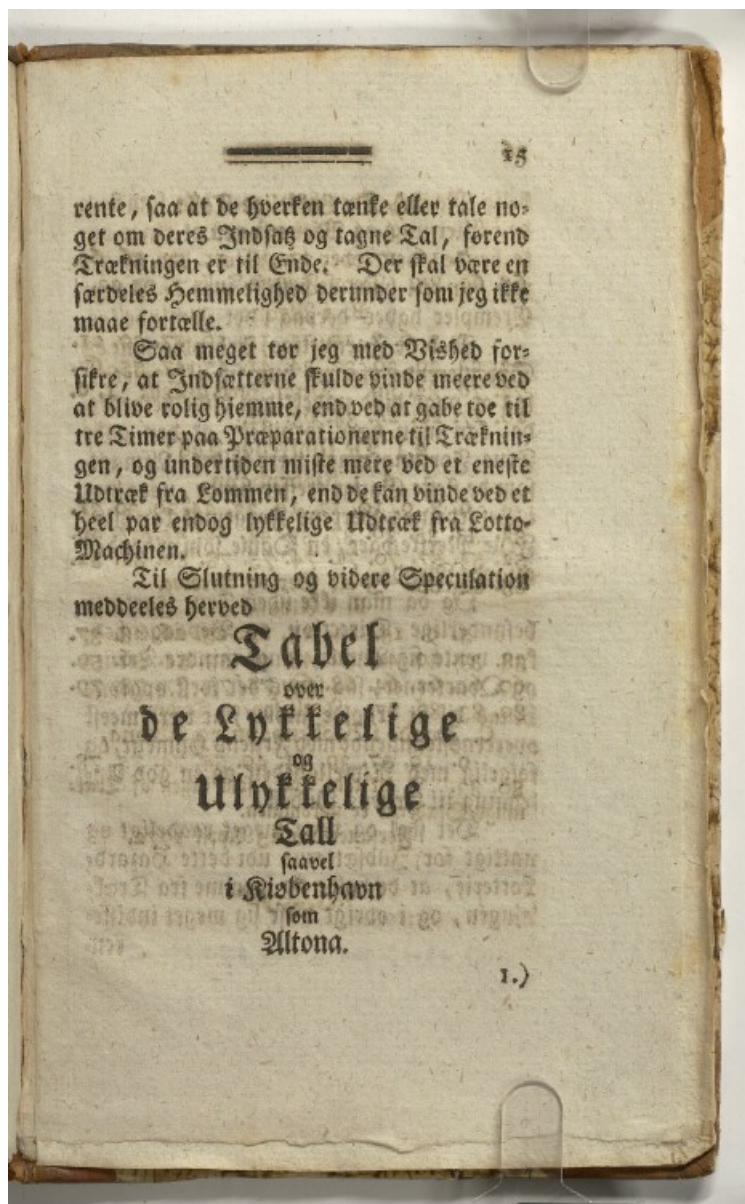 15
rente, saa at de hverken tænke eller tale no-
get om deres Indsatz og tagne Tal, førend
Trækningen er til Ende. Der skal være en
særdeles Hemmelighed derunder som jeg ikke
maae fortælle.
Saa meget tør jeg med Vished for-
sikre, at Indsætterne skulde vinde meere ved
at blive rolig hjemme, end ved at gabe toe til
tre Timer paa Præparationerne til Træknin-
gen, og undertiden miste mere ved et eneste
Udtræk fra Lommen, end de kan vinde ved et
heel par endog lykkelige Udtræk fra Lotto-
Machinen.
Til Slutning og videre Speculation
meddeeles herved
Tabel
over
de Lykkelige
og
Ulykkelige
Tall
saavel
i Kiøbenhavn
som
Altona.
1.)